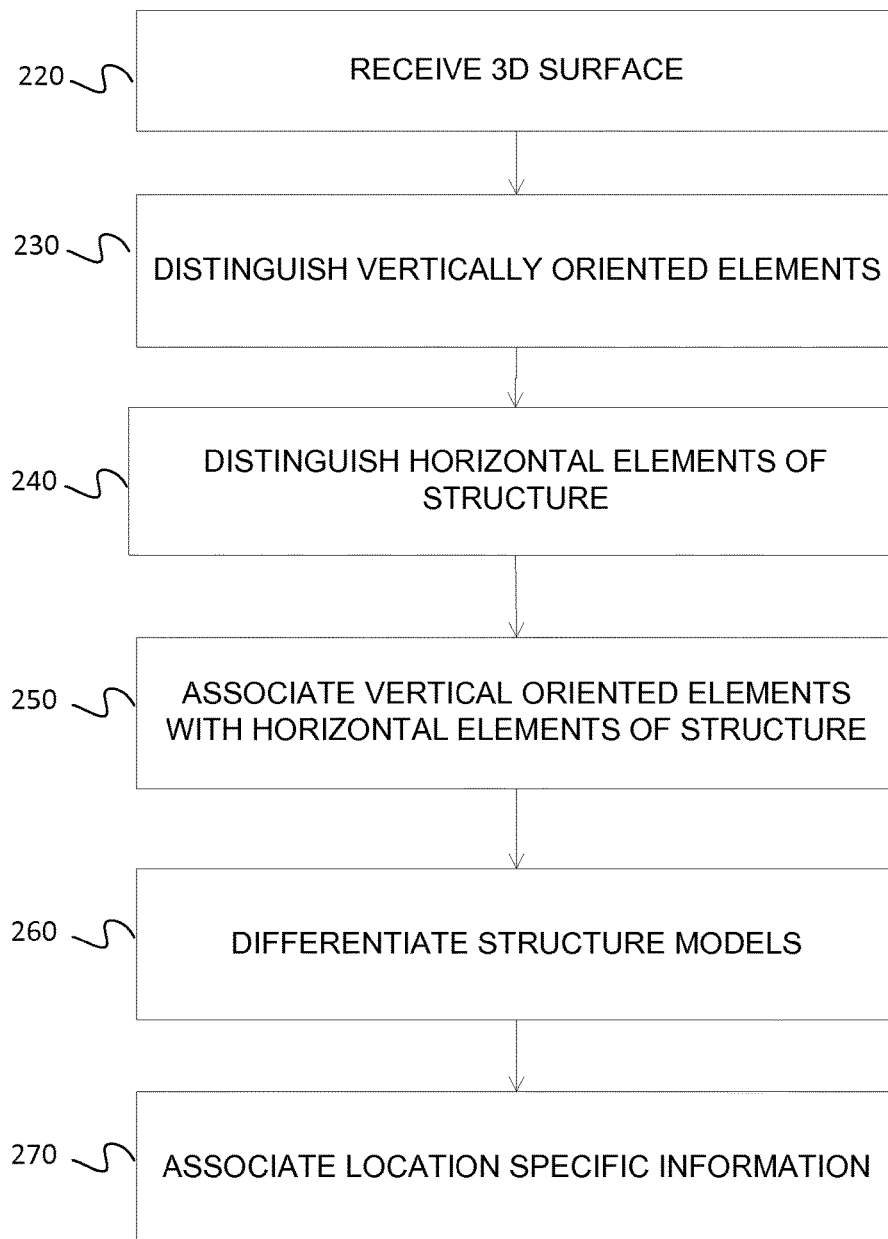 220
RECEIVE 3D SURFACE
230
DISTINGUISH VERTICALLY ORIENTED ELEMENTS
240
DISTINGUISH HORIZONTAL ELEMENTS OF
STRUCTURE
250
ASSOCIATE VERTICAL ORIENTED ELEMENTS
WITH HORIZONTAL ELEMENTS OF STRUCTURE
260
DIFFERENTIATE STRUCTURE MODELS
270
ASSOCIATE LOCATION SPECIFIC INFORMATION